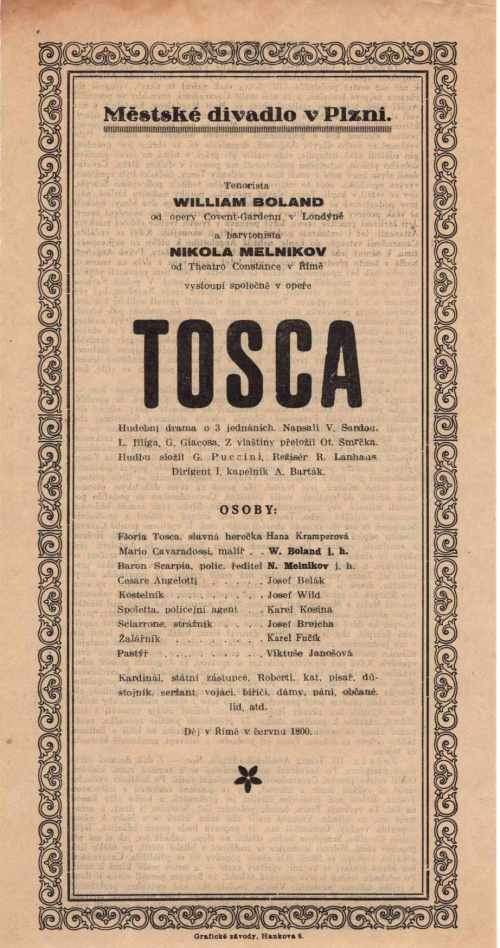 Městské divadlo v Plzni.
Tenorista
WILLIAM BOLAND
od opery Covent-Gardenu v Londýně
a barytonista
NIKOLA MELNIKOV
od Theatro Constance v Římě
vystoupí společně v opeře
TOSCA
Hudební drama o 3 jednáních. Napsali V. Sardou,
L. Illiga, G. Giacosa. Z vlaštiny přeložil Ot. Smrčka.
Hudbu složil G. Puccini, Režisér R. Lanhaus
Dirigent I. kapelník A. Barták.
OSOBY:
Floria Tosca, slavná herečka Hana Kramperová
Mario Cavaradossi, malíř . . W. Boland j. h.
Baron Scarpia, polic. ředitel N. Melnikov j. h.
Cesare Angelotti . . . . . Josef Belák
Kostelník . . . . . . . . Josef Wild
Spoletta, policejní agent . . Karel Kosina
Sciarrone, strážník . . . . Josef Brejcha
Žalářník . . . . . . . . Karel Fučík
Pastýř . . . . . . . . . Viktuše Janošová
Kardinál, státní zástupce, Roberti, kat, písař, dů-
stojník, seržant, vojáci, biřici, dámy, páni, občané,
lid, atd.
Děj v Římě v červnu 1800.
Grafické závody, Hankova 6.